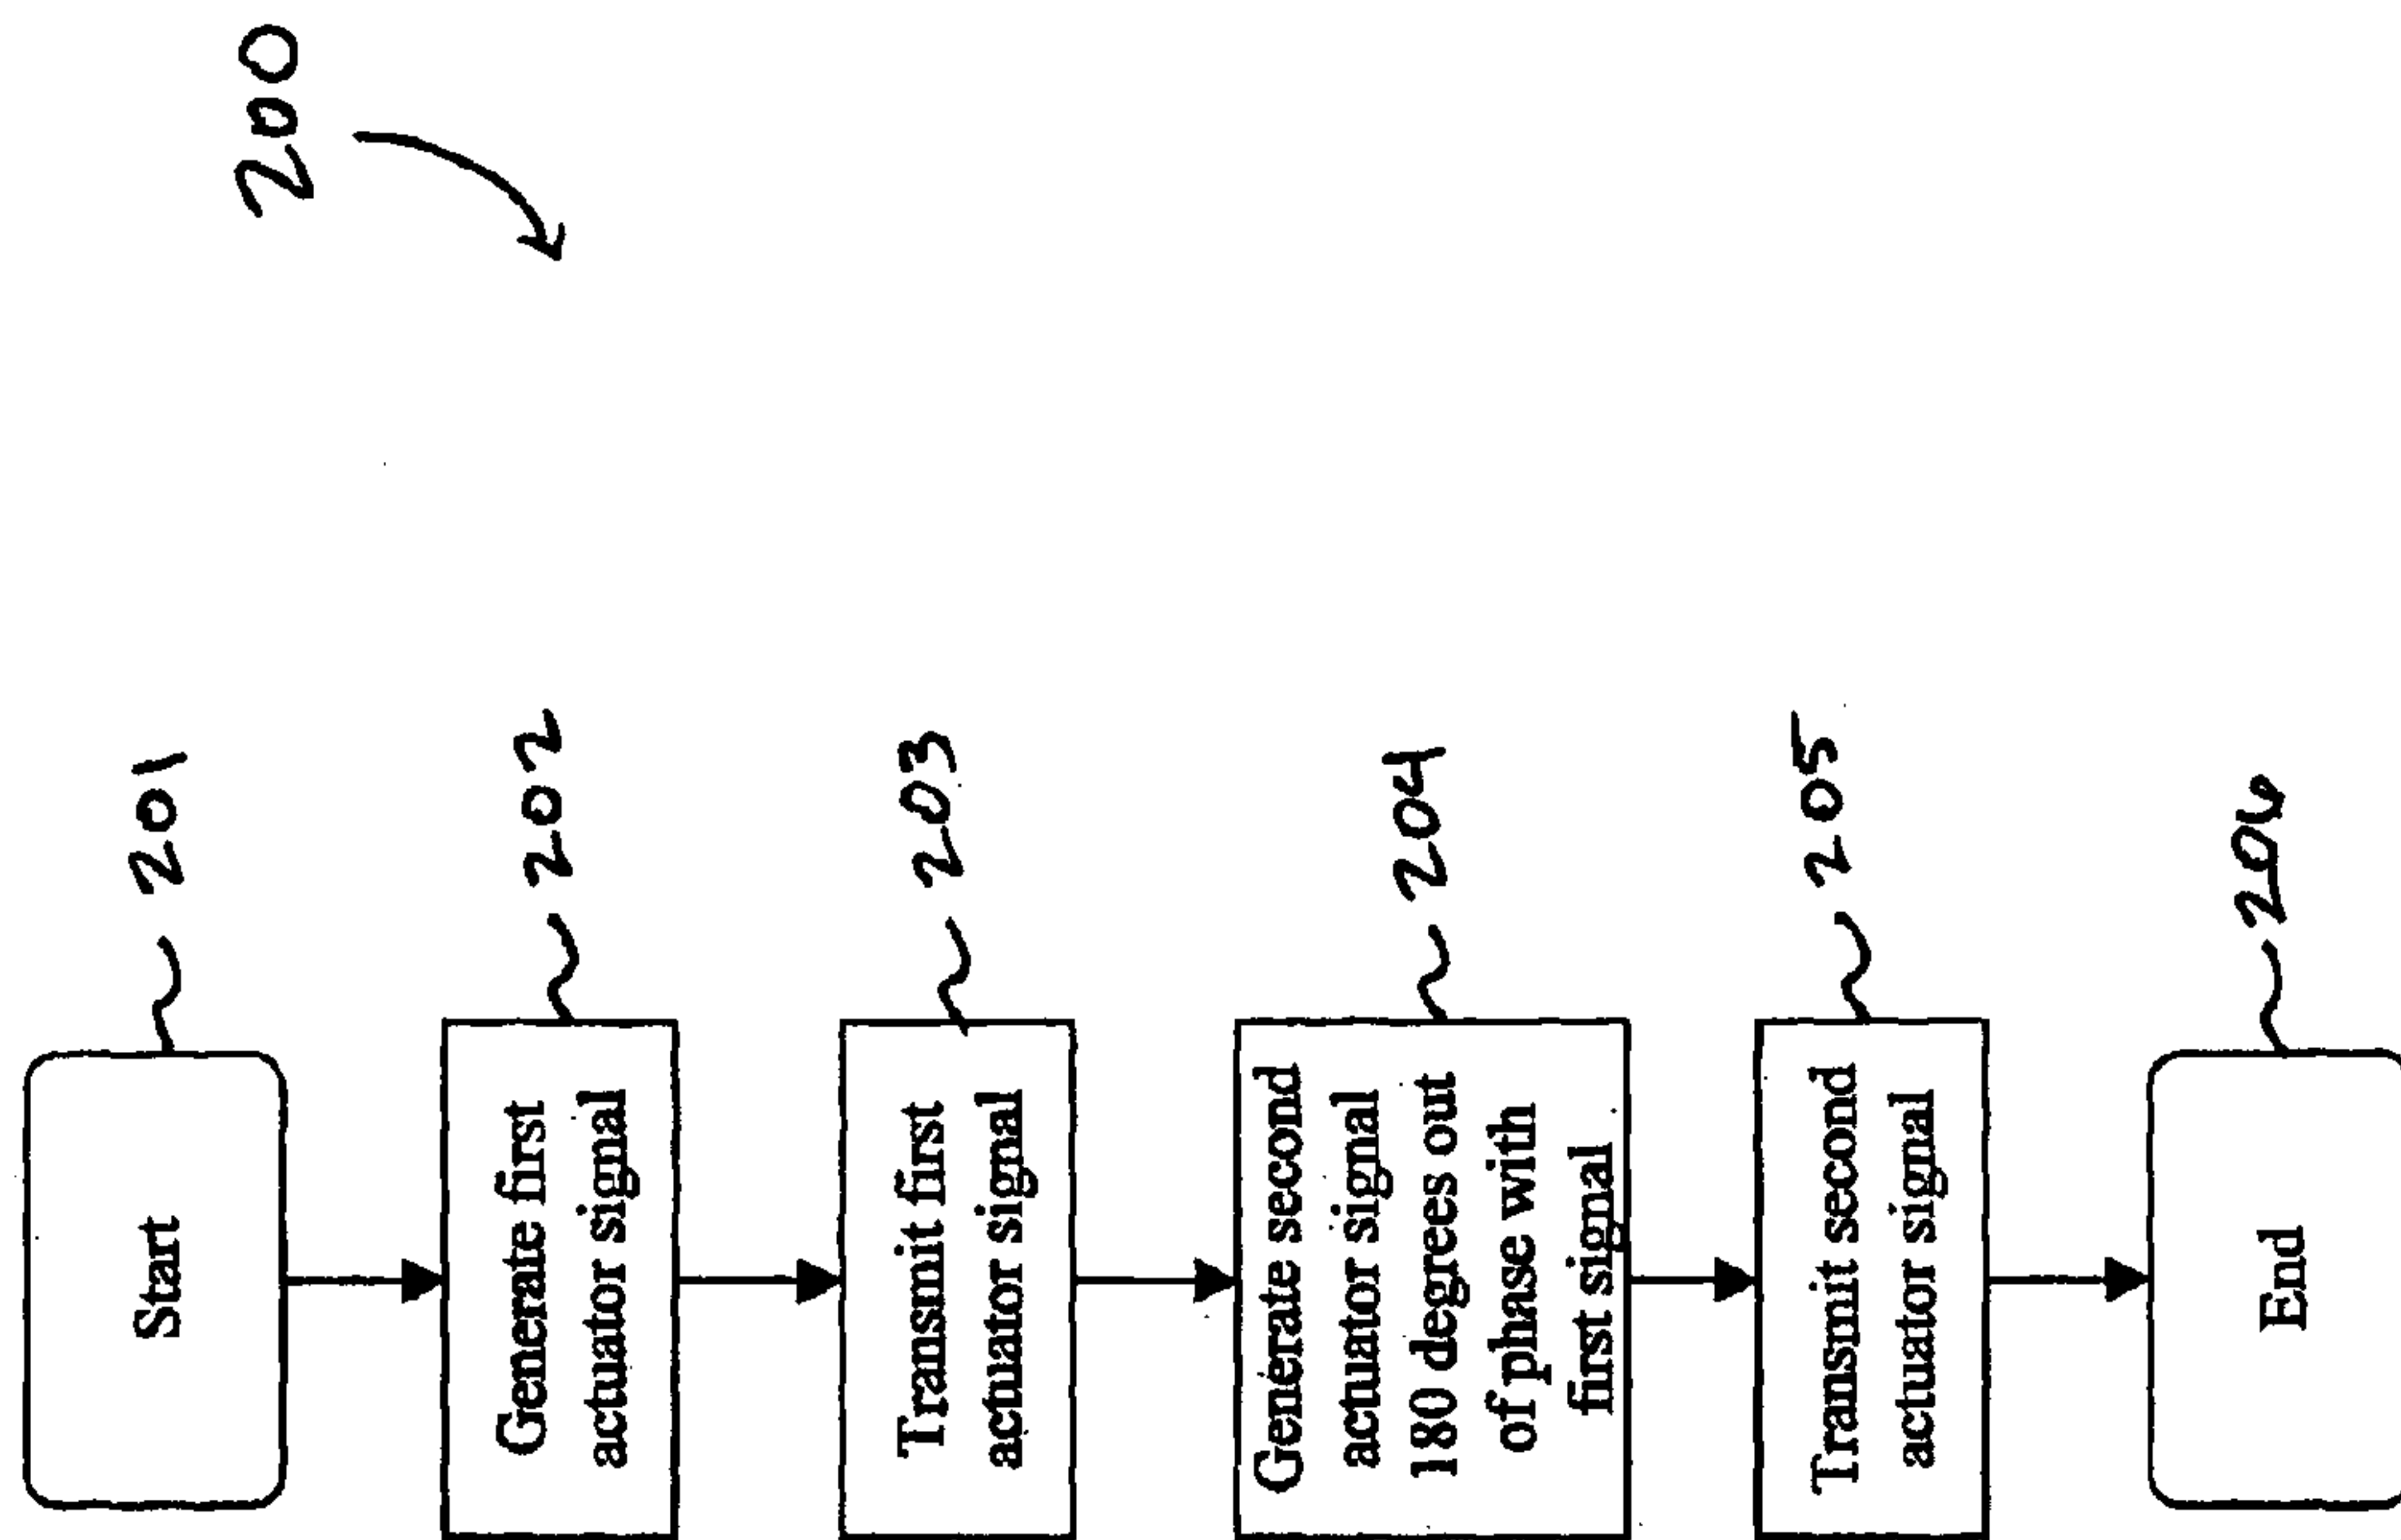 200
Start
201
Generate first
actuator signal
202
Transmit first
actuator signal
203
Generate second
actuator signal
180 degrees out
of phase with
first signal
204
Transmit second
actuator signal
205
End
206